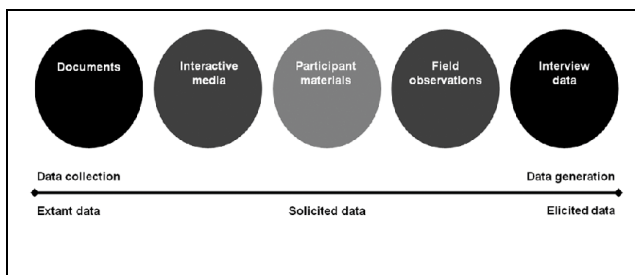 Documents
Interactive
media
Participant
materials
Field
observations
Interview
data
Data collection
Data generation
Extant data
Solicited data
Elicited data